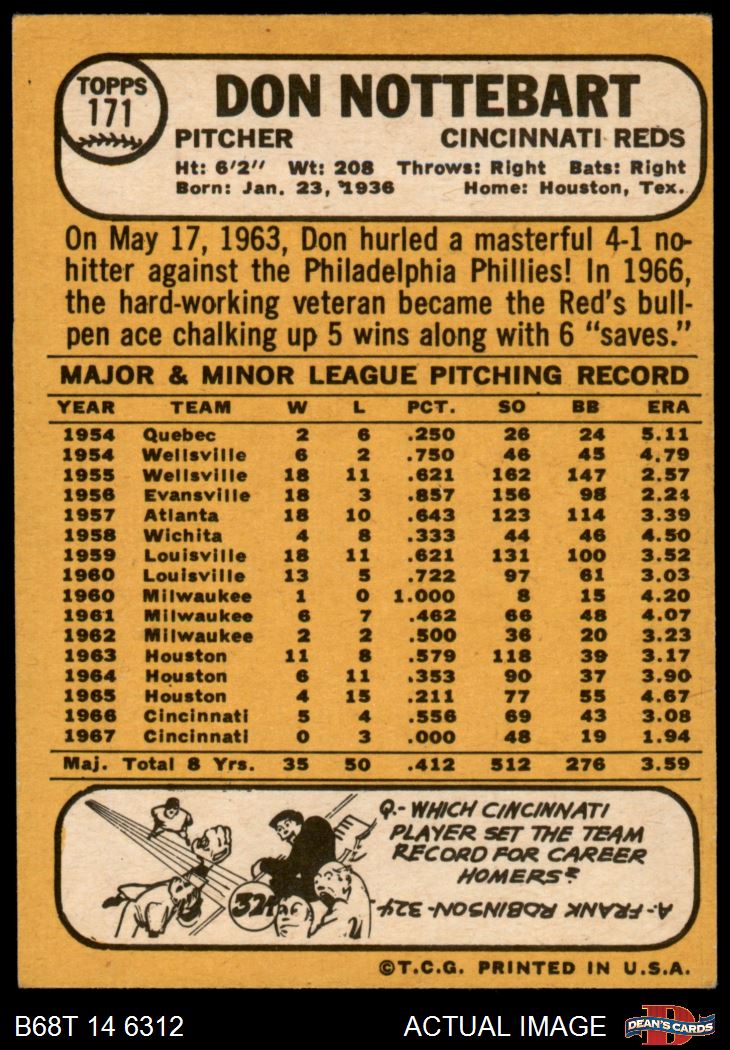 TOPPS
171
DON NOTTEBART
PITCHER CINCINNATI REDS
Ht: 6'2" Wt: 208 Throws: Right Bats: Right
Born: Jan. 23, 1936 Home: Houston, Tex.
On May 17, 1963, Don hurled a masterful 4-1 no-
hitter against the Philadelphia Phillies! In 1966,
the hard-working veteran became the Red's bull-
pen ace chalking up 5 wins along with 6 “saves.”
MAJOR & MINOR LEAGUE PITCHING RECORD
YEAR TEAM W L PCT. SO BB ERA
1954 Quebec 2 6 .250 26 24 5.11
1954 Wellsville 6 2 .750 46 45 4.79
1955 Wellsville 18 11 .621 162 147 2.57
1956 Evansville 18 3 .857 156 98 2.24
1957 Atlanta 18 10 .643 123 114 3.39
1958 Wichita 4 8 .333 44 46 4.50
1959 Louisville 18 11 .621 131 100 3.52
1960 Louisville 13 5 .722 97 61 3.03
1960 Milwaukee 1 0 1.000 8 15 4.20
1961 Milwaukee 6 7 .462 66 48 4.07
1962 Milwaukee 2 2 .500 36 20 3.23
1963 Houston 11 8 .579 118 39 3.17
1964 Houston 6 11 .353 90 37 3.90
1965 Houston 4 15 .211 77 55 4.67
1966 Cincinnati 5 4 .556 69 43 3.08
1967 Cincinnati 0 3 .000 48 19 1.94
Maj. Total 8 Yrs. 35 50 .412 512 276 3.59
Q.- WHICH CINCINNATI
PLAYER SET THE TEAM
RECORD FOR CAREER
HOMERS?
A.- FRANK ROBINSON-324
324
©T.C.G. PRINTED IN U.S.A.
B68T 14 6312 ACTUAL IMAGE
D
DEAN'S CARDS